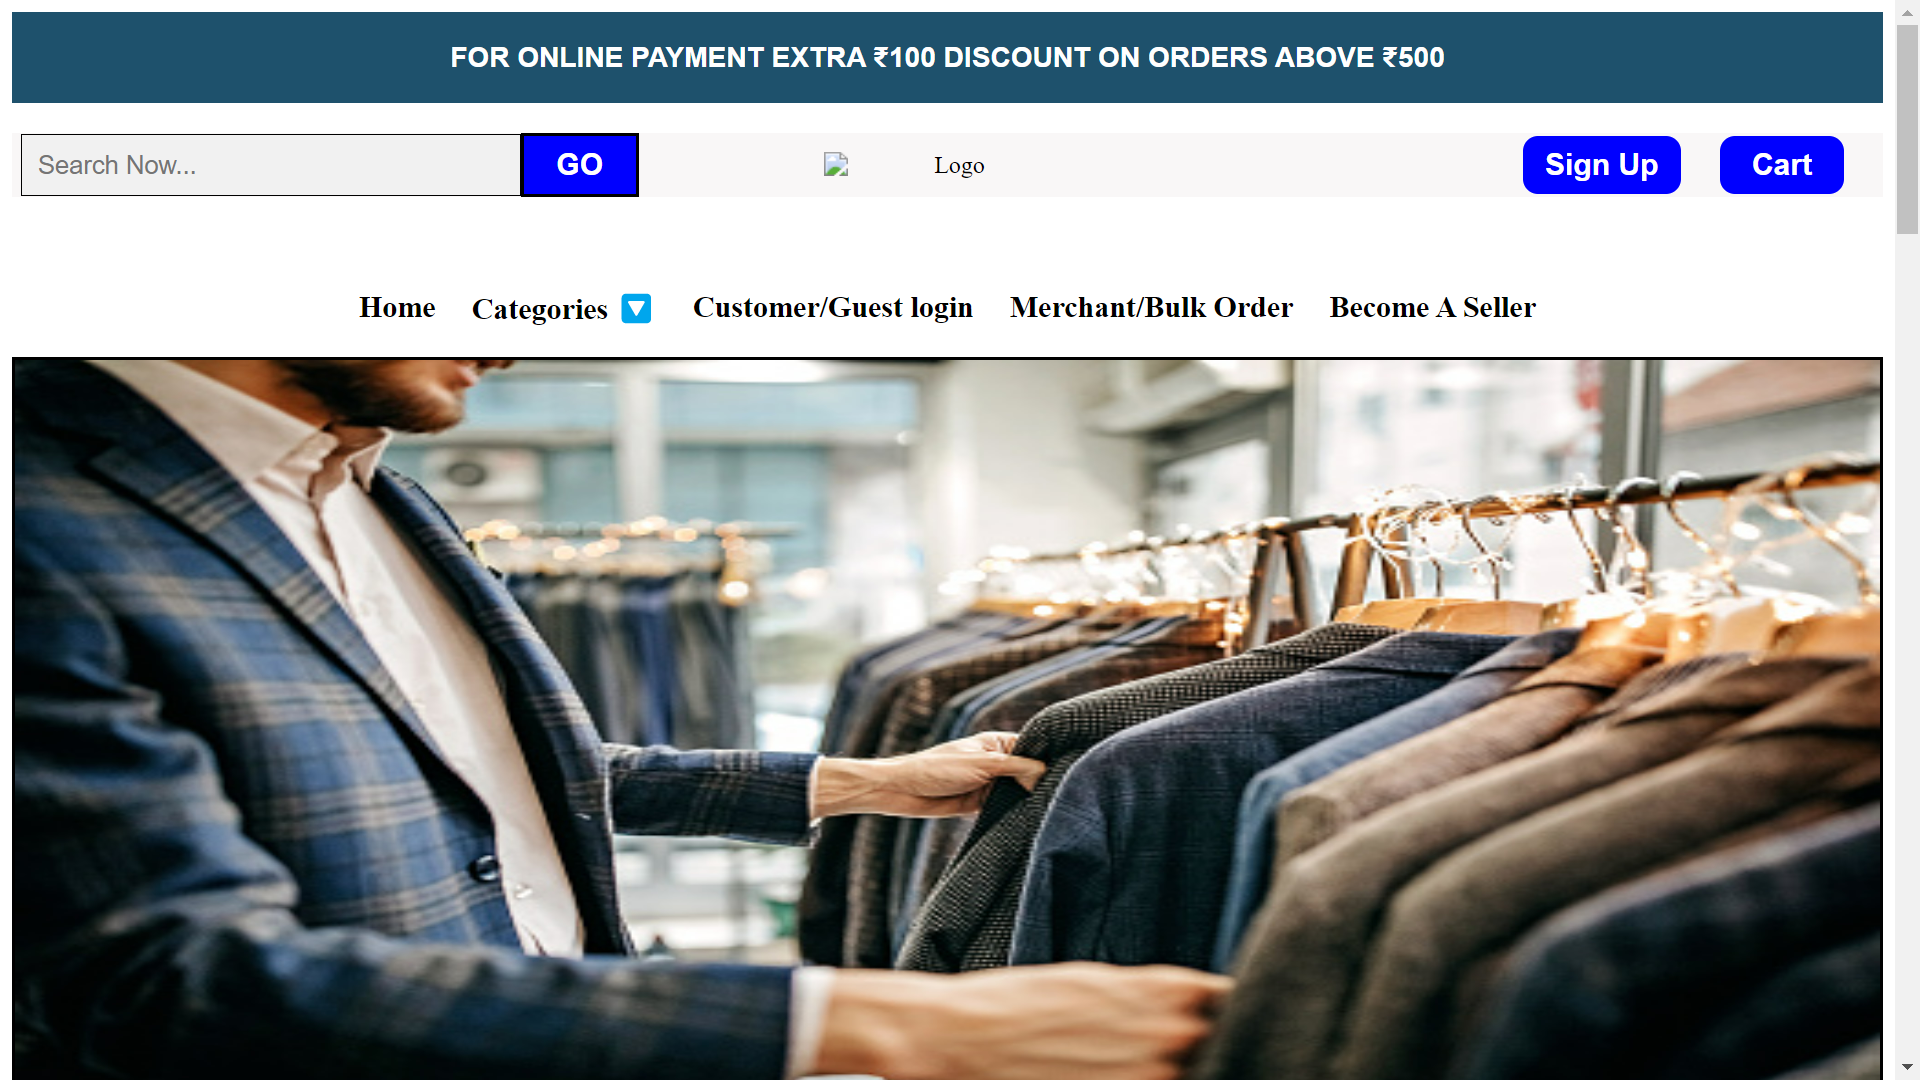 FOR ONLINE PAYMENT EXTRA ₹100 DISCOUNT ON ORDERS ABOVE ₹500
Search Now... GO Logo Sign Up Cart
Home Categories 🔽 Customer/Guest login Merchant/Bulk Order Become A Seller